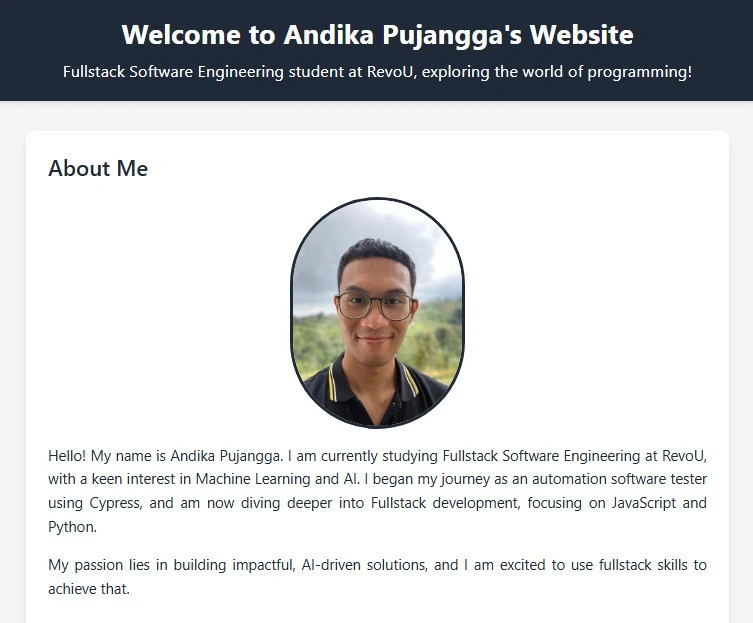 Welcome to Andika Pujangga's Website
Fullstack Software Engineering student at RevoU, exploring the world of programming!
About Me
Hello! My name is Andika Pujangga. I am currently studying Fullstack Software Engineering at RevoU,
with a keen interest in Machine Learning and AI. I began my journey as an automation software tester
using Cypress, and am now diving deeper into Fullstack development, focusing on JavaScript and
Python.
My passion lies in building impactful, AI-driven solutions, and I am excited to use fullstack skills to
achieve that.